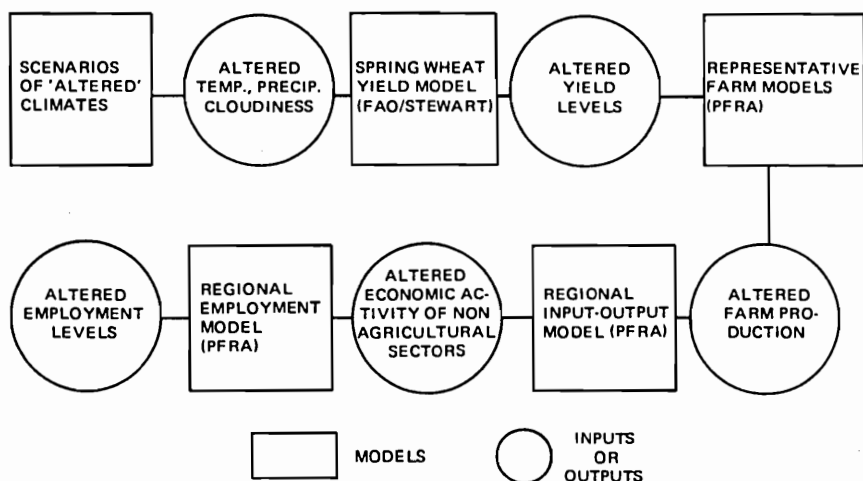 SCENARIOS
OF 'ALTERED'
CLIMATES
ALTERED
TEMP., PRECIP.
CLOUDINESS
SPRING WHEAT
YIELD MODEL
(FAO/STEWART)
ALTERED
YIELD
LEVELS
REPRESENTATIVE
FARM MODELS
(PFRA)
ALTERED
EMPLOYMENT
LEVELS
REGIONAL
EMPLOYMENT
MODEL
(PFRA)
ALTERED
ECONOMIC AC-
TIVITY OF NON
AGRICULTURAL
SECTORS
REGIONAL
INPUT-OUTPUT
MODEL (PFRA)
ALTERED
FARM PRO-
DUCTION
MODELS
INPUTS
OR
OUTPUTS